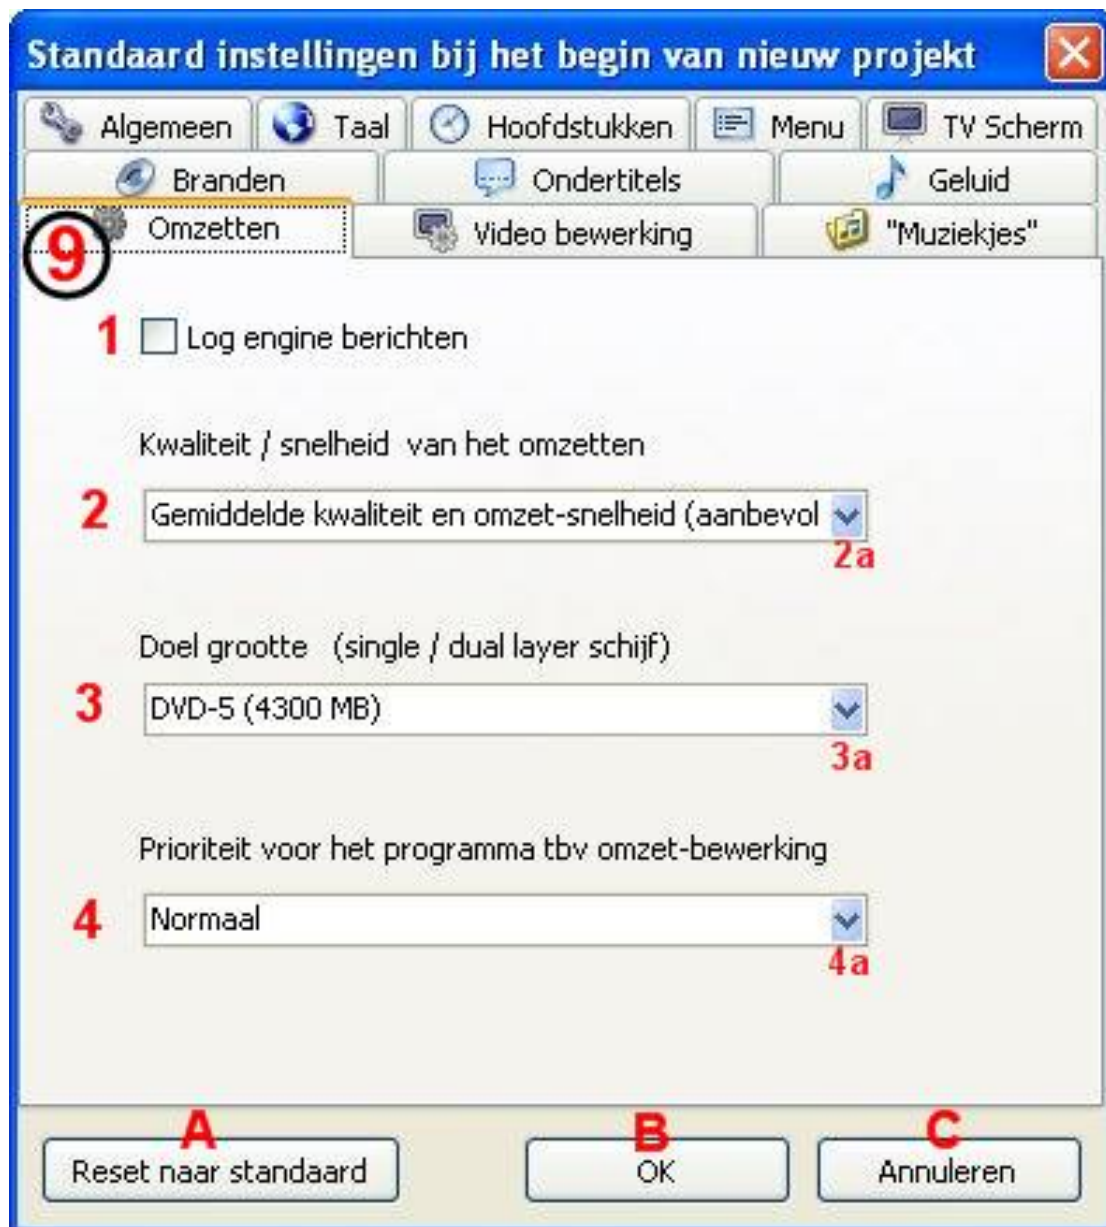 Standaard instellingen bij het begin van nieuw projekt
Algemeen Taal Hoofdstukken Menu TV Scherm
Branden Ondertitels Geluid
Omzetten Video bewerking "Muziekjes"
9
1 Log engine berichten
Kwaliteit / snelheid van het omzetten
2 Gemiddelde kwaliteit en omzet-snelheid (aanbevol
2a
Doel grootte (single / dual layer schijf)
3 DVD-5 (4300 MB)
3a
Prioriteit voor het programma tbv omzet-bewerking
4 Normaal
4a
A B C
Reset naar standaard OK Annuleren